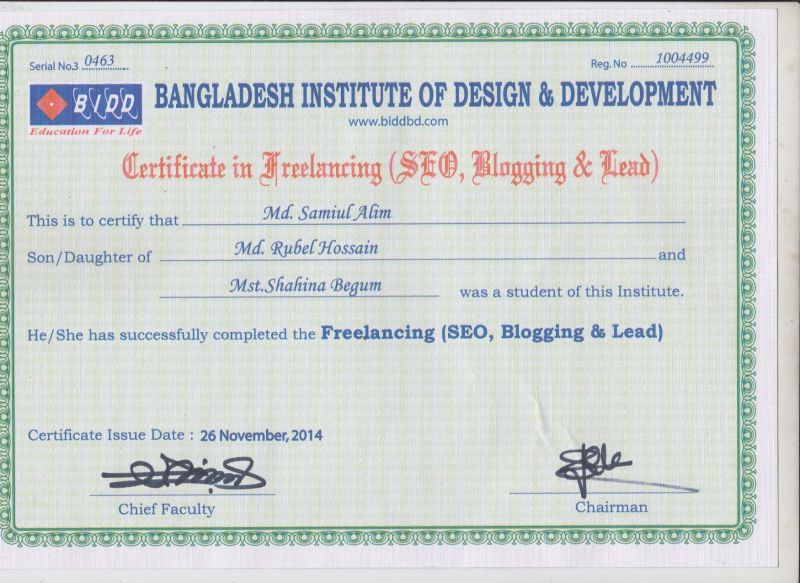 Serial No.3 0463
Reg. No 1004499
BIDD
Education For Life
BANGLADESH INSTITUTE OF DESIGN & DEVELOPMENT
www.biddbd.com
Certificate in Freelancing (SEO, Blogging & Lead)
This is to certify that Md. Samiul Alim
Son/Daughter of Md. Rubel Hossain and
Mst.Shahina Begum was a student of this Institute.
He/She has successfully completed the Freelancing (SEO, Blogging & Lead)
Certificate Issue Date : 26 November, 2014
Chief Faculty
Chairman